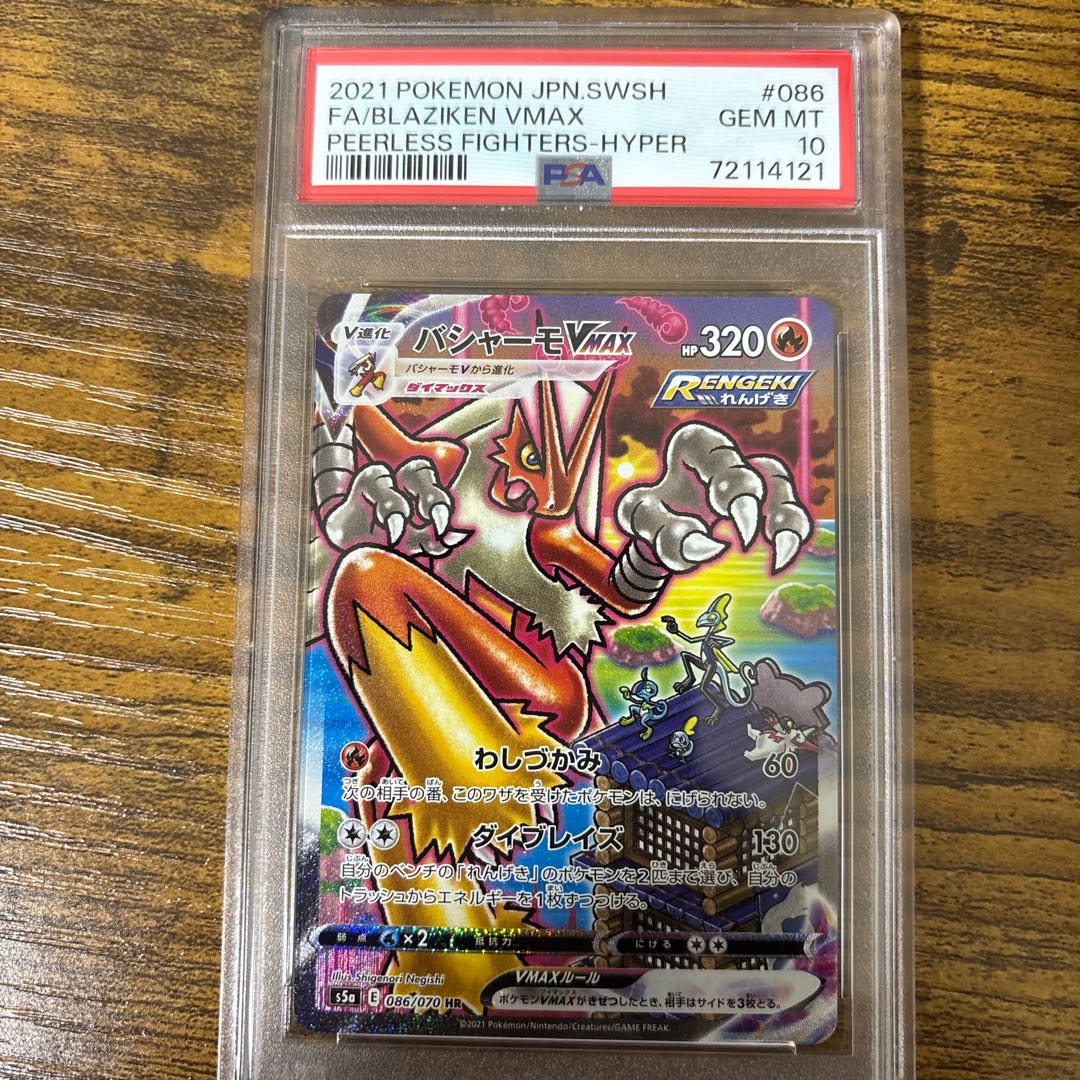 2021 POKEMON JPN.SWSH #086
FA/BLAZIKEN VMAX GEM MT
PEERLESS FIGHTERS-HYPER 10
PSA 72114121
V進化 バシャーモVMAX HP320
バシャーモVから進化
ダイマックス
RENGEKI
れんげき
わしづかみ 60
次の相手の番、このワザを受けたポケモンは、にげられない。
ダイブレイズ 130
自分のベンチの「れんげき」のポケモンを2匹まで選び、自分の
トラッシュからエネルギーを1枚ずつつける。
弱点 ×2 抵抗力 にげる
Illus. Shigenori Negishi
VMAXルール
s5a E 086/070 HR
ポケモンVMAXがきぜつしたとき、相手はサイドを3枚とる。
©2021 Pokémon/Nintendo/Creatures/GAME FREAK.